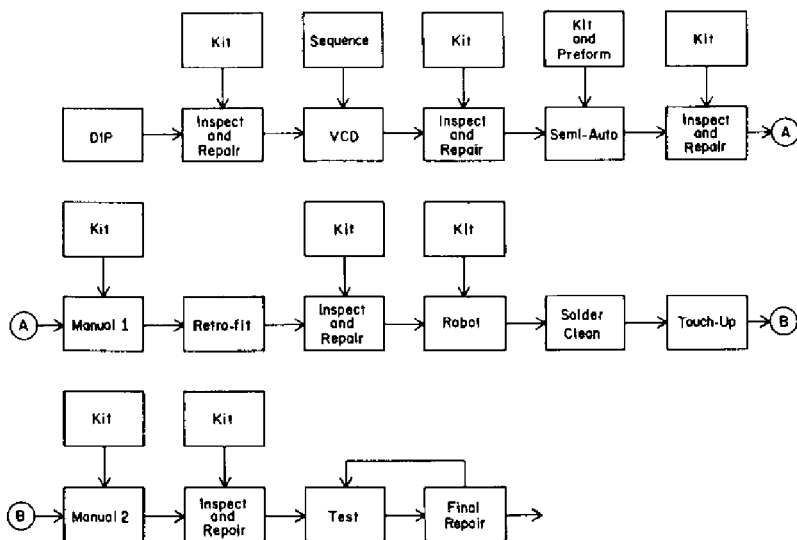 Kit
Sequence
Kit
Kit
and
Preform
Kit
DIP
Inspect
and
Repair
VCD
Inspect
and
Repair
Semi-Auto
Inspect
and
Repair
A
Kit
Kit
Kit
A
Manual 1
Retro-fit
Inspect
and
Repair
Robot
Solder
Clean
Touch-Up
B
Kit
Kit
B
Manual 2
Inspect
and
Repair
Test
Final
Repair